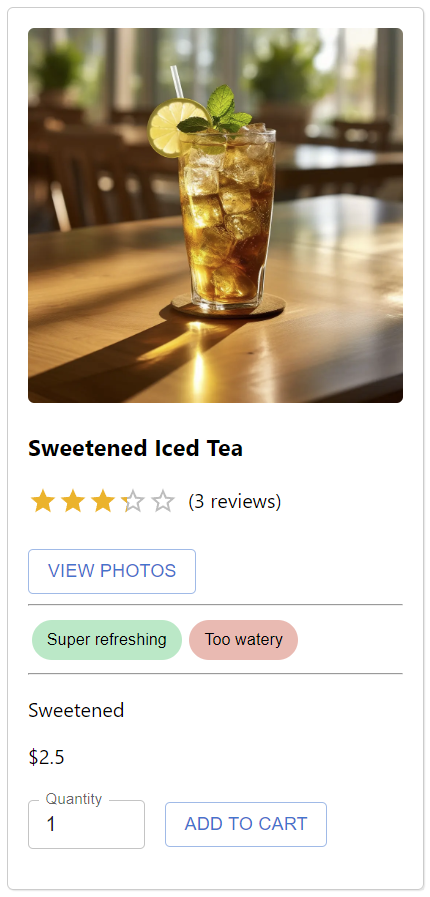 Sweetened Iced Tea
(3 reviews)
VIEW PHOTOS
Super refreshing Too watery
Sweetened
$2.5
Quantity
1 ADD TO CART